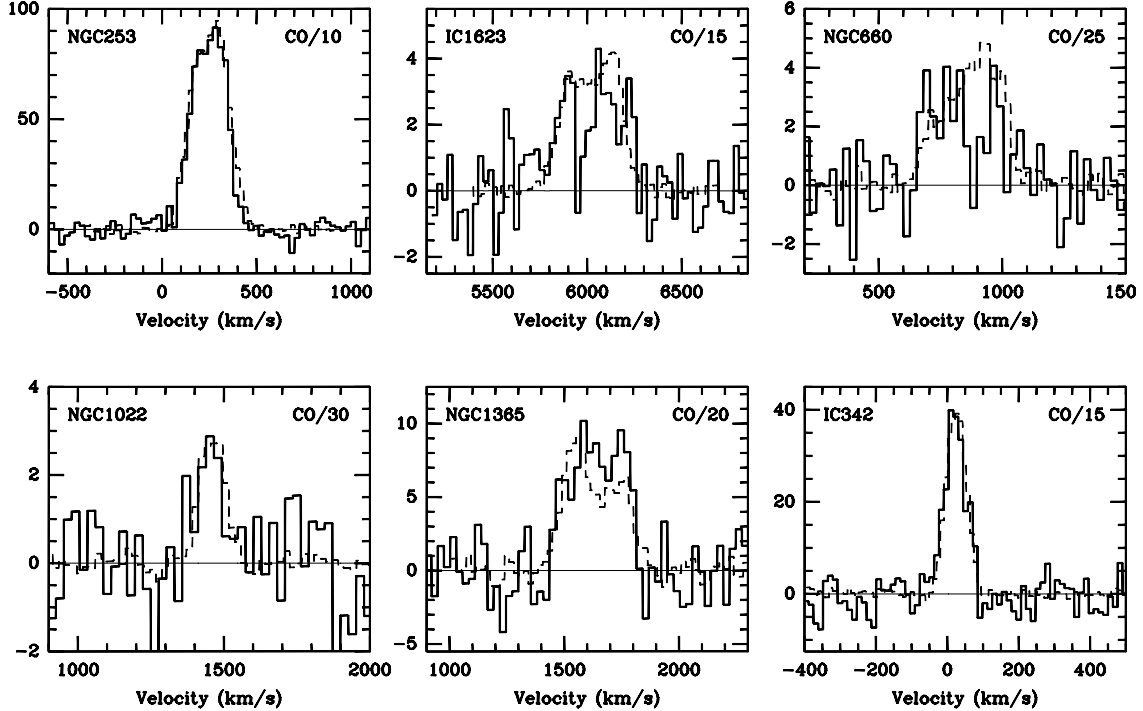 NGC253 CO/10
100
50
0
−500 0 500 1000
Velocity (km/s)
IC1623 CO/15
4
2
0
−2
5500 6000 6500
Velocity (km/s)
NGC660 CO/25
6
4
2
0
−2
500 1000 150
Velocity (km/s)
NGC1022 CO/30
4
2
0
−2
1000 1500 2000
Velocity (km/s)
NGC1365 CO/20
10
5
0
−5
1000 1500 2000
Velocity (km/s)
IC342 CO/15
40
20
0
−400 −200 0 200 400
Velocity (km/s)